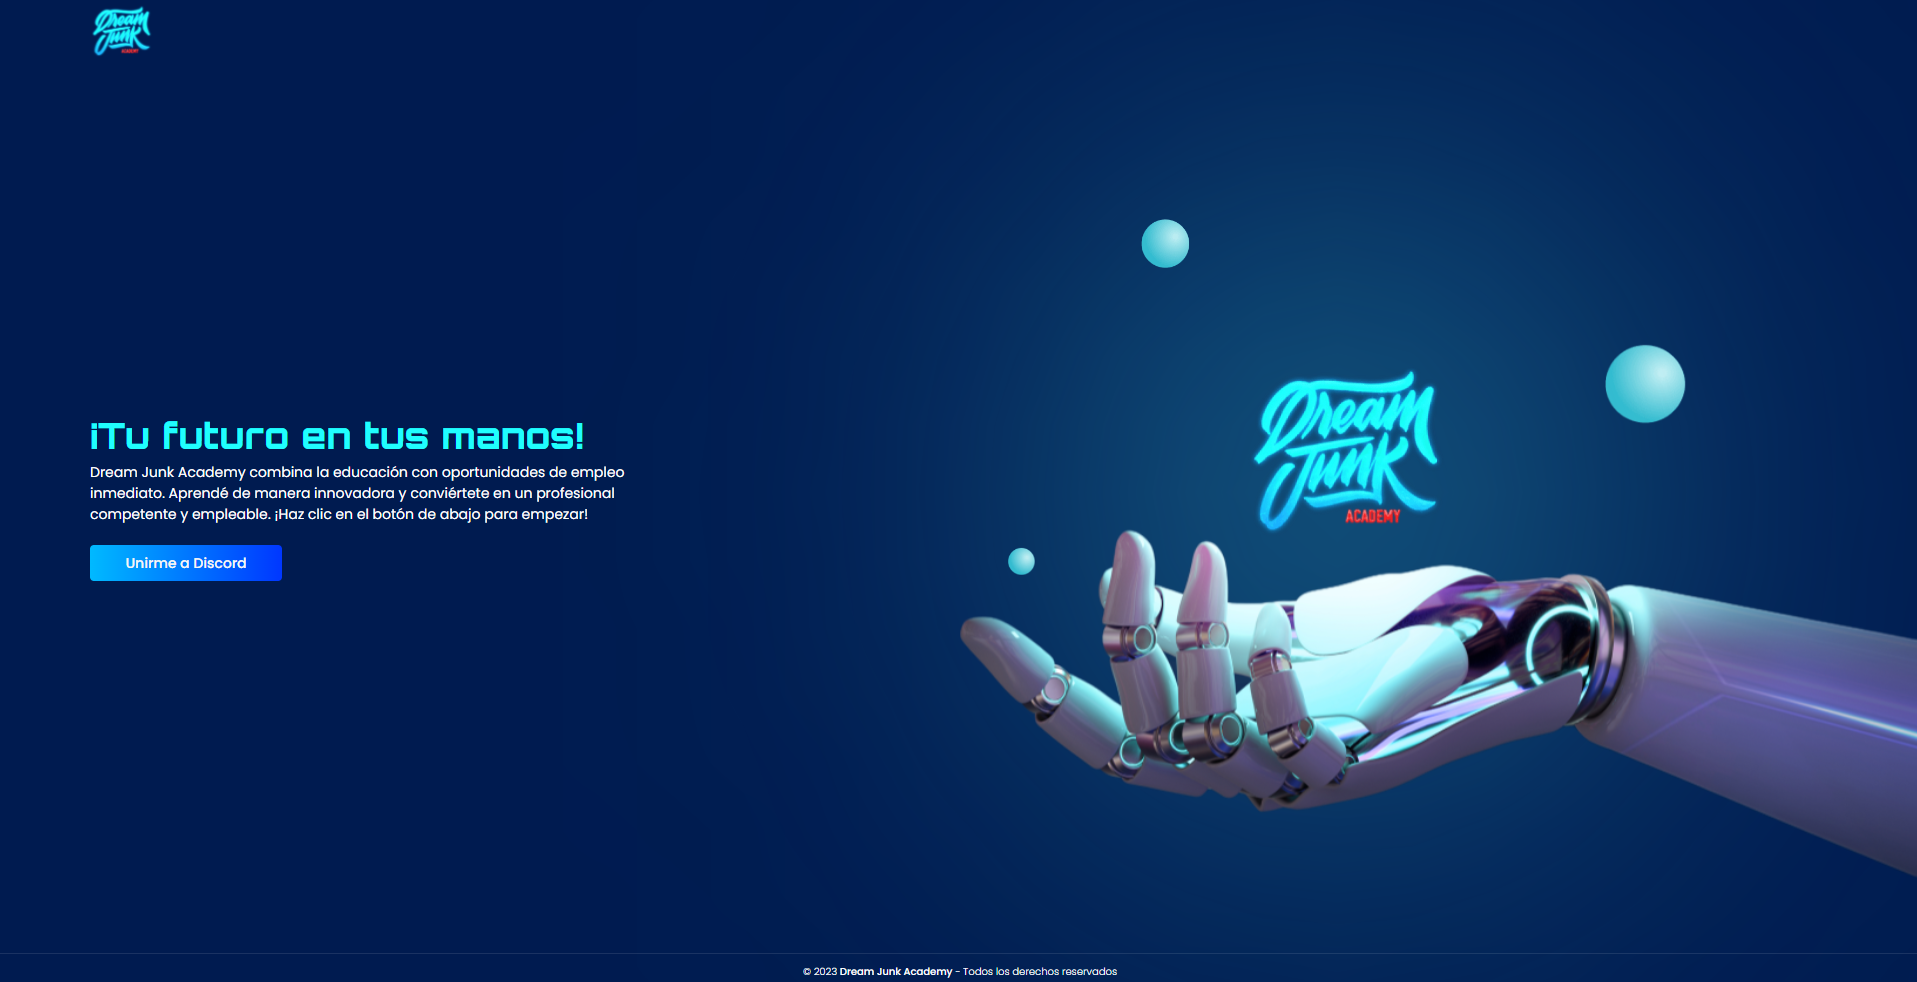 Dream
Junk
ACADEMY
¡Tu futuro en tus manos!
Dream Junk Academy combina la educación con oportunidades de empleo
inmediato. Aprendé de manera innovadora y conviértete en un profesional
competente y empleable. ¡Haz clic en el botón de abajo para empezar!
Unirme a Discord
Dream
Junk
ACADEMY
© 2023 Dream Junk Academy - Todos los derechos reservados